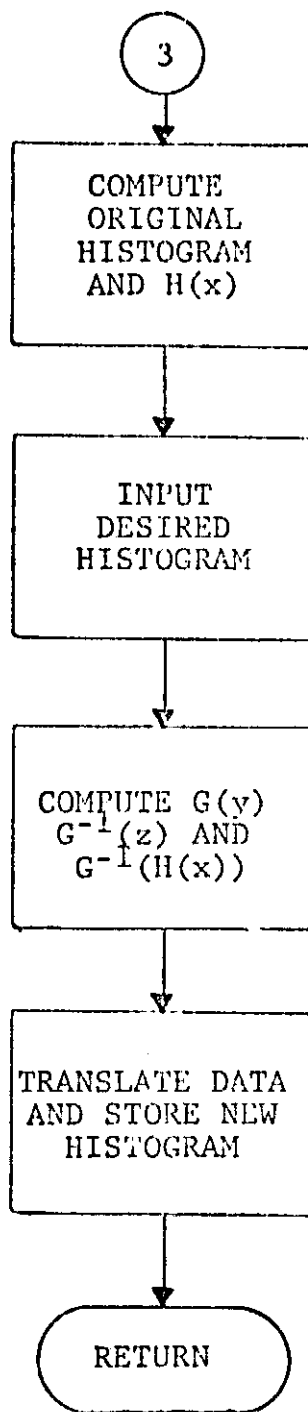 3
COMPUTE
ORIGINAL
HISTOGRAM
AND H(x)
INPUT
DESIRED
HISTOGRAM
COMPUTE G(y)
G⁻¹(z) AND
G⁻¹(H(x))
TRANSLATE DATA
AND STORE NEW
HISTOGRAM
RETURN